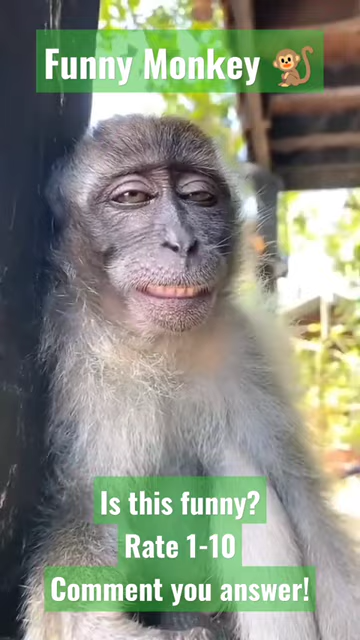 Funny Monkey 🐒
Is this funny?
Rate 1-10
Comment you answer!